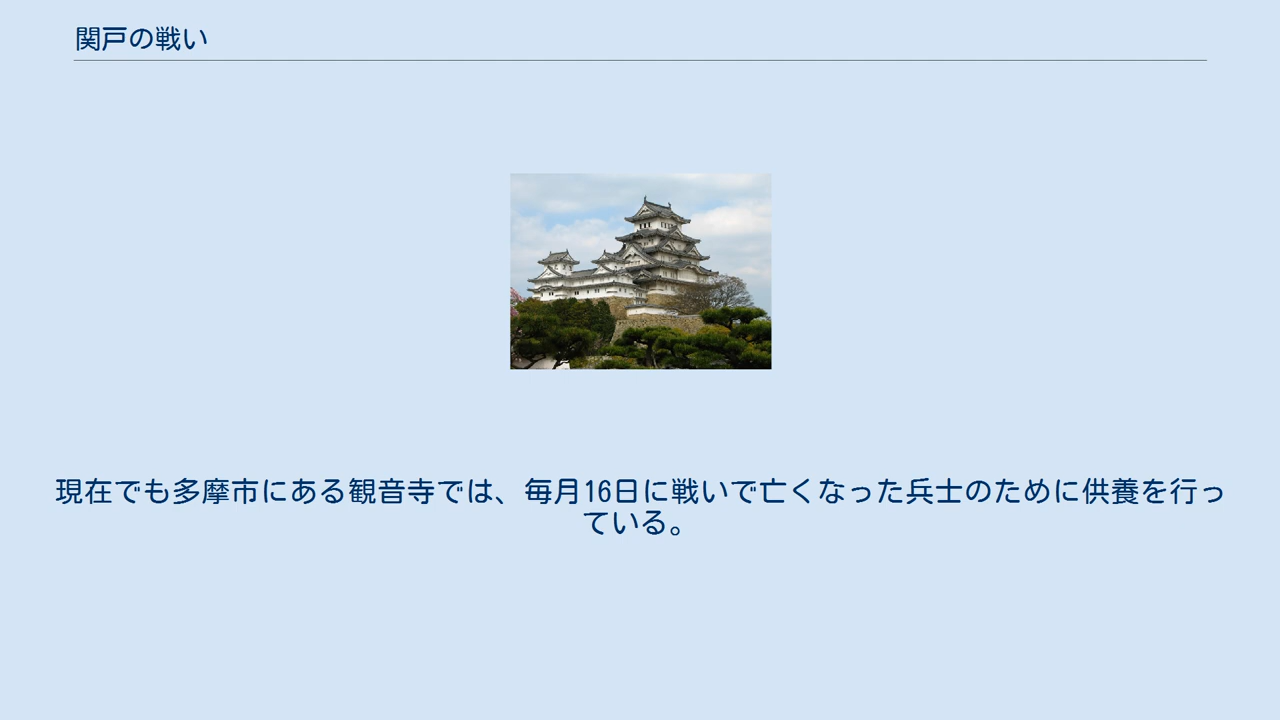 関戸の戦い
現在でも多摩市にある観音寺では、毎月16日に戦いで亡くなった兵士のために供養を行っ
ている。